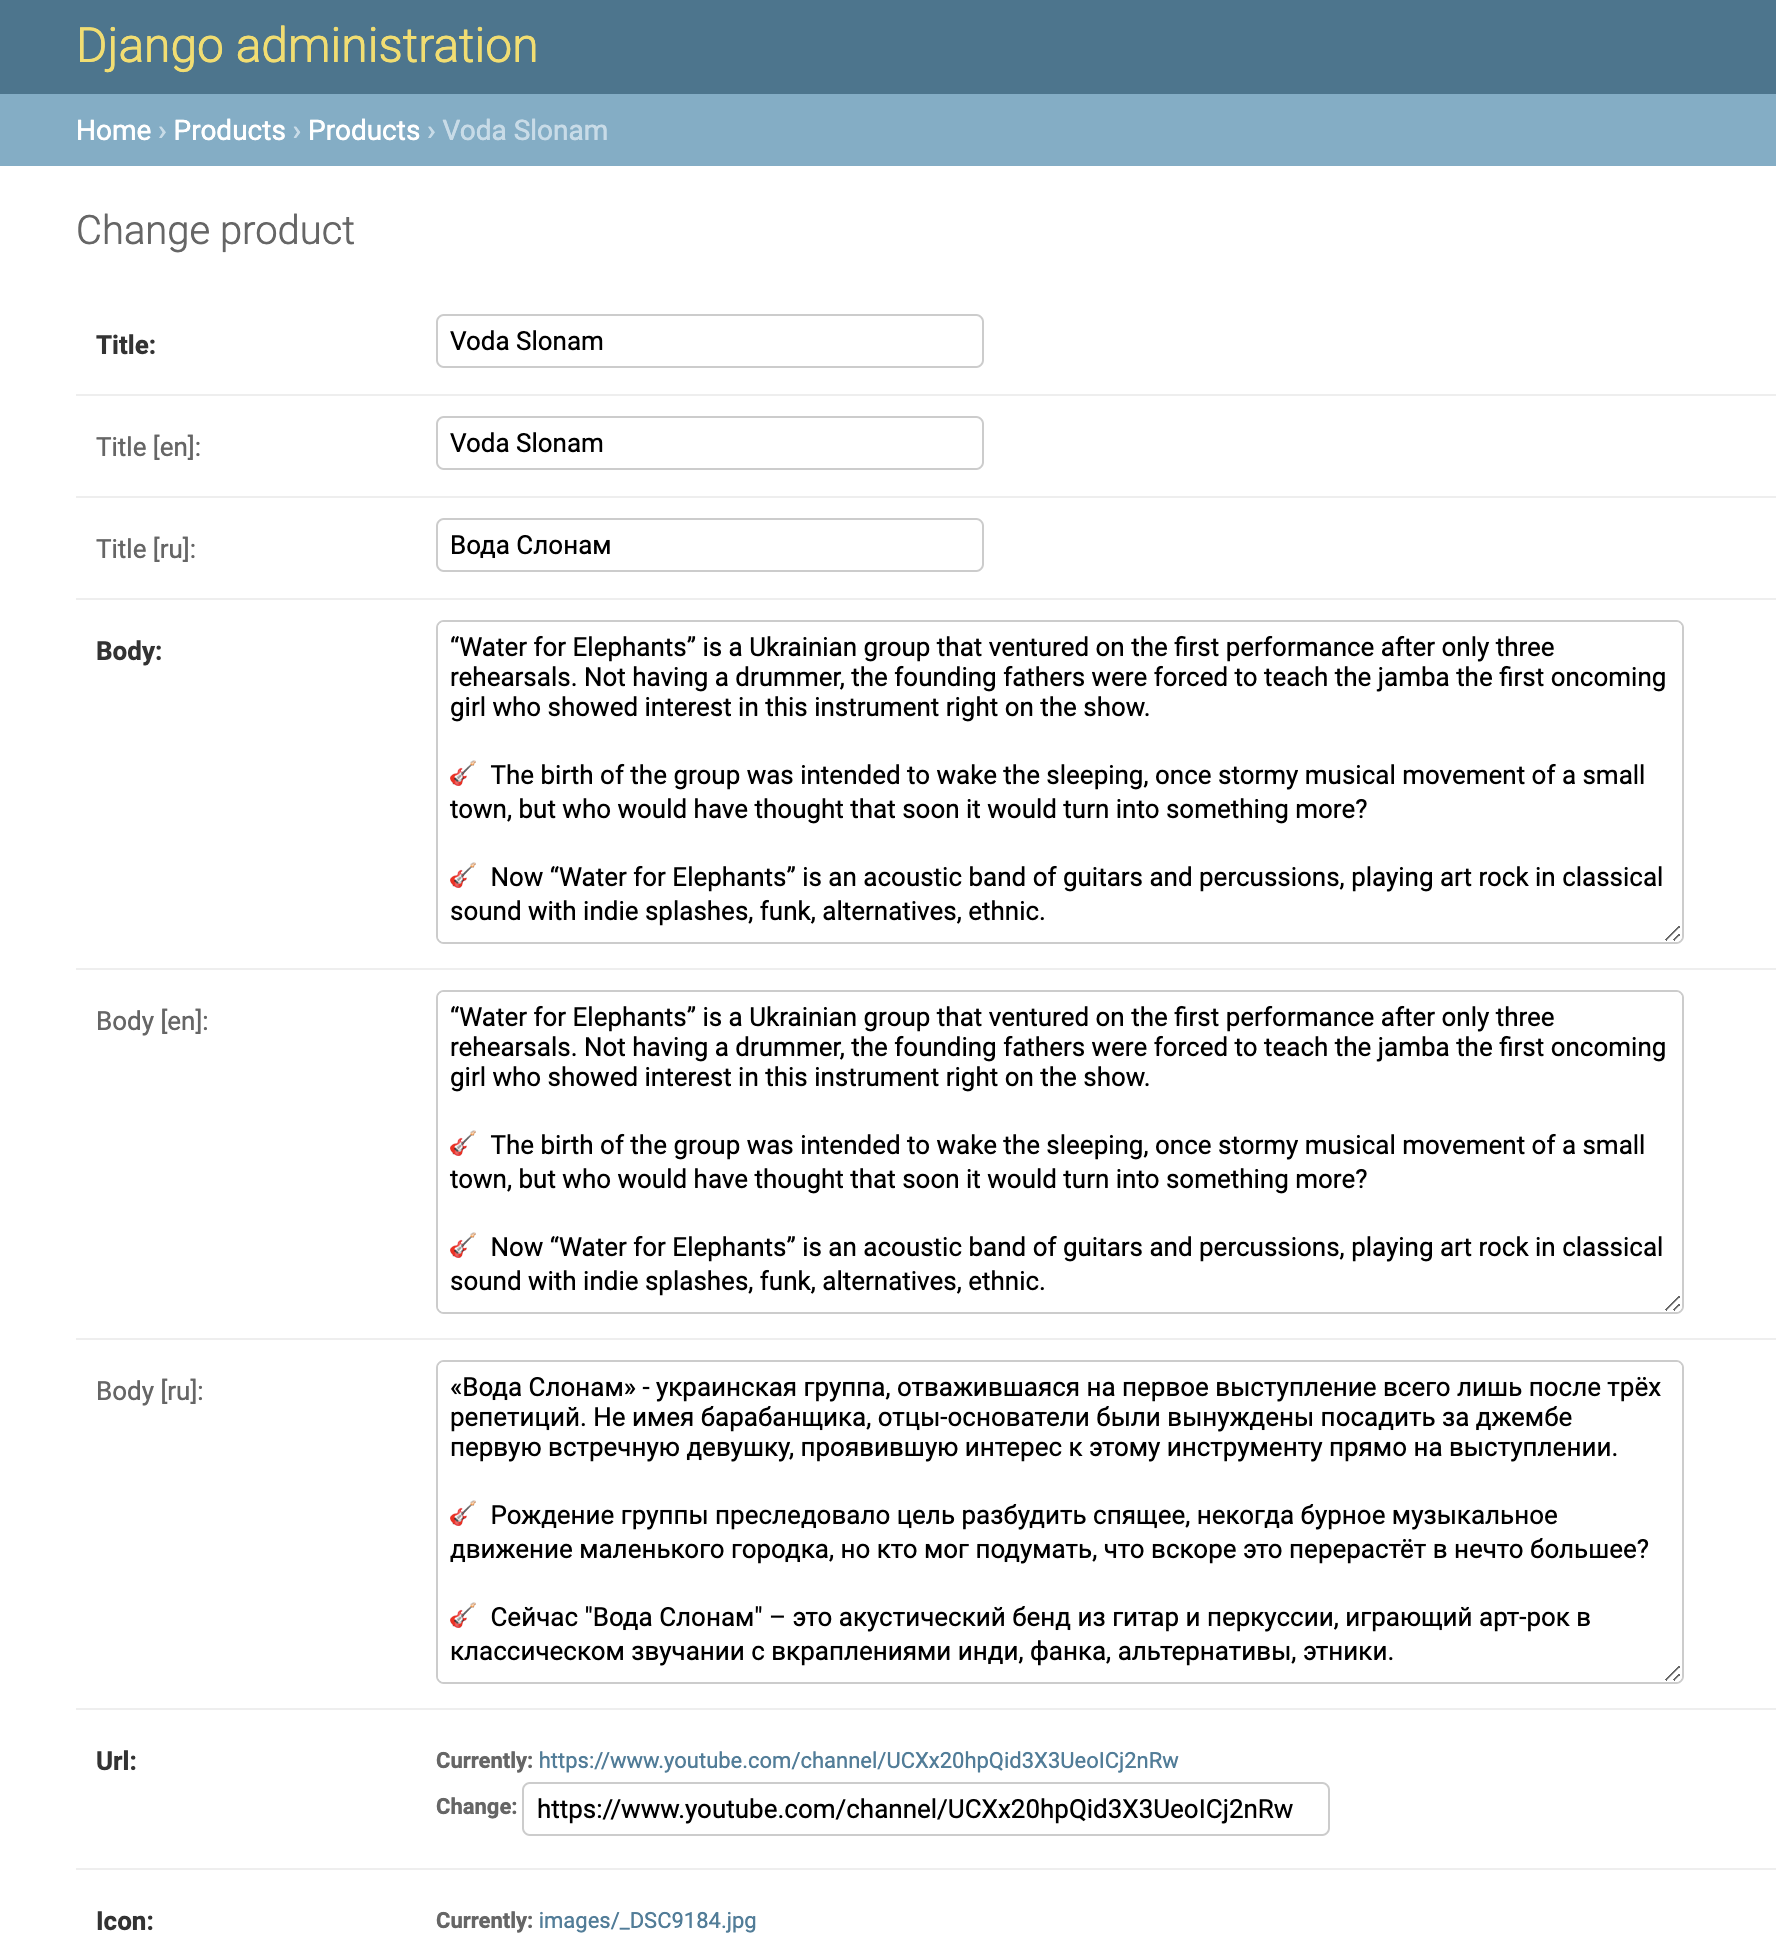 Django administration
Home › Products › Products › Voda Slonam
Change product
Title:
Voda Slonam
Title [en]:
Voda Slonam
Title [ru]:
Вода Слонам
Body:
“Water for Elephants” is a Ukrainian group that ventured on the first performance after only three
rehearsals. Not having a drummer, the founding fathers were forced to teach the jamba the first oncoming
girl who showed interest in this instrument right on the show.
🎸 The birth of the group was intended to wake the sleeping, once stormy musical movement of a small
town, but who would have thought that soon it would turn into something more?
🎸 Now “Water for Elephants” is an acoustic band of guitars and percussions, playing art rock in classical
sound with indie splashes, funk, alternatives, ethnic.
Body [en]:
“Water for Elephants” is a Ukrainian group that ventured on the first performance after only three
rehearsals. Not having a drummer, the founding fathers were forced to teach the jamba the first oncoming
girl who showed interest in this instrument right on the show.
🎸 The birth of the group was intended to wake the sleeping, once stormy musical movement of a small
town, but who would have thought that soon it would turn into something more?
🎸 Now “Water for Elephants” is an acoustic band of guitars and percussions, playing art rock in classical
sound with indie splashes, funk, alternatives, ethnic.
Body [ru]:
«Вода Слонам» - украинская группа, отважившаяся на первое выступление всего лишь после трёх
репетиций. Не имея барабанщика, отцы-основатели были вынуждены посадить за джембе
первую встречную девушку, проявившую интерес к этому инструменту прямо на выступлении.
🎸 Рождение группы преследовало цель разбудить спящее, некогда бурное музыкальное
движение маленького городка, но кто мог подумать, что вскоре это перерастёт в нечто большее?
🎸 Сейчас "Вода Слонам" – это акустический бенд из гитар и перкуссии, играющий арт-рок в
классическом звучании с вкраплениями инди, фанка, альтернативы, этники.
Url:
Currently: https://www.youtube.com/channel/UCXx20hpQid3X3UeoICj2nRw
Change: https://www.youtube.com/channel/UCXx20hpQid3X3UeoICj2nRw
Icon:
Currently: images/_DSC9184.jpg